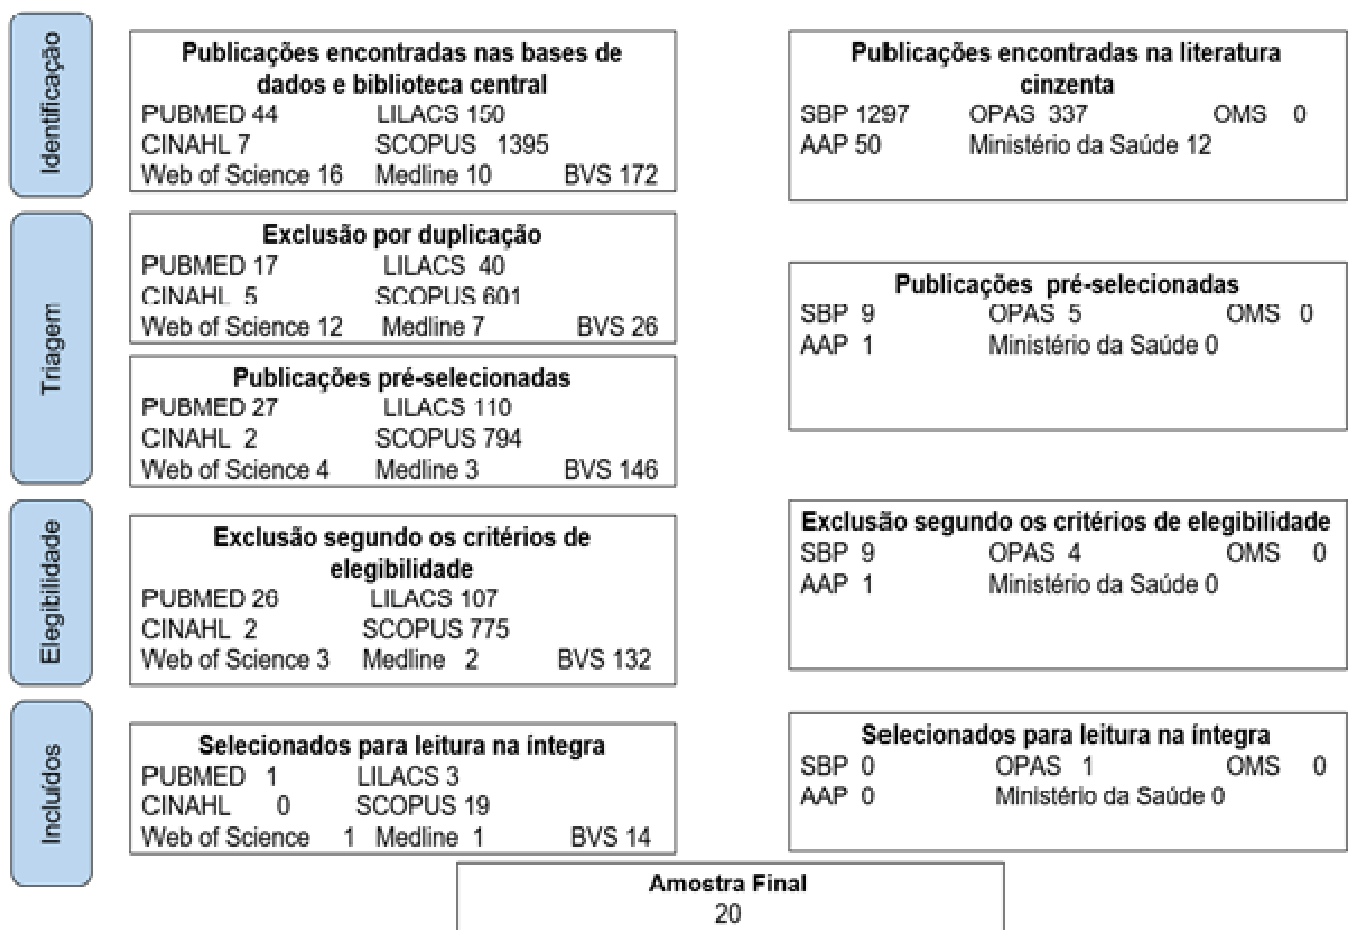 Identificação
Publicações encontradas nas bases de
dados e biblioteca central
PUBMED 44 LILACS 150
CINAHL 7 SCOPUS 1395
Web of Science 16 Medline 10 BVS 172
Publicações encontradas na literatura
cinzenta
SBP 1297 OPAS 337 OMS 0
AAP 50 Ministério da Saúde 12
Triagem
Exclusão por duplicação
PUBMED 17 LILACS 40
CINAHL 5 SCOPUS 601
Web of Science 12 Medline 7 BVS 26
Publicações pré-selecionadas
PUBMED 27 LILACS 110
CINAHL 2 SCOPUS 794
Web of Science 4 Medline 3 BVS 146
Publicações pré-selecionadas
SBP 9 OPAS 5 OMS 0
AAP 1 Ministério da Saúde 0
Elegibilidade
Exclusão segundo os critérios de
elegibilidade
PUBMED 26 LILACS 107
CINAHL 2 SCOPUS 775
Web of Science 3 Medline 2 BVS 132
Exclusão segundo os critérios de elegibilidade
SBP 9 OPAS 4 OMS 0
AAP 1 Ministério da Saúde 0
Incluídos
Selecionados para leitura na íntegra
PUBMED 1 LILACS 3
CINAHL 0 SCOPUS 19
Web of Science 1 Medline 1 BVS 14
Selecionados para leitura na íntegra
SBP 0 OPAS 1 OMS 0
AAP 0 Ministério da Saúde 0
Amostra Final
20